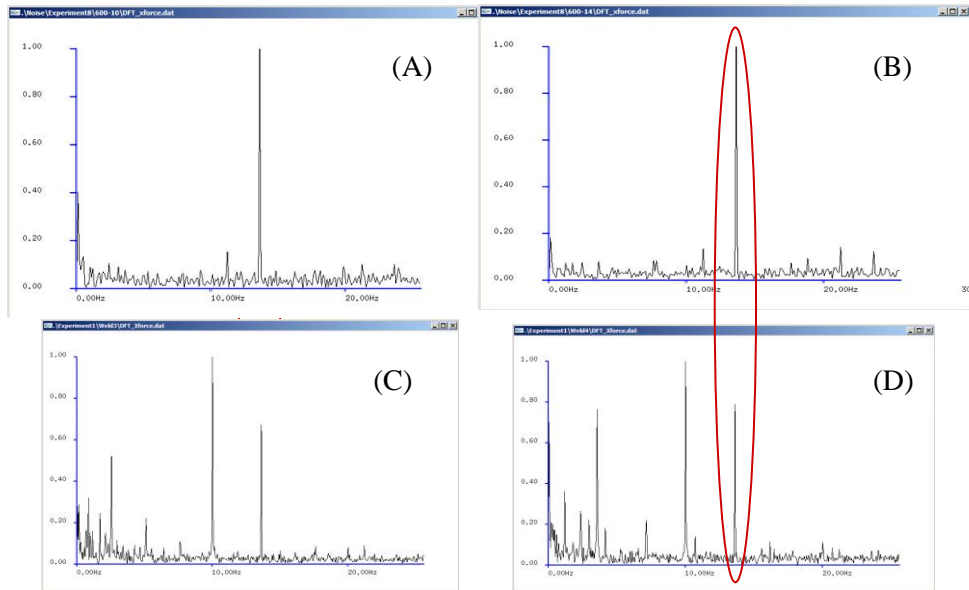 .\Noise\Experiment8\600-10\DFT_xforce.dat
(A)
1.00
0.80
0.60
0.40
0.20
0.00
0.00Hz 10.00Hz 20.00Hz
.\Noise\Experiment8\600-14\DFT_xforce.dat
(B)
1.00
0.80
0.60
0.40
0.20
0.00
0.00Hz 10.00Hz 20.00Hz 30
.\Experiment1\Weld3\DFT_Xforce.dat
(C)
1.00
0.80
0.60
0.40
0.20
0.00
0.00Hz 10.00Hz 20.00Hz
.\Experiment1\Weld4\DFT_Xforce.dat
(D)
1.00
0.80
0.60
0.40
0.20
0.00
0.00Hz 10.00Hz 20.00Hz